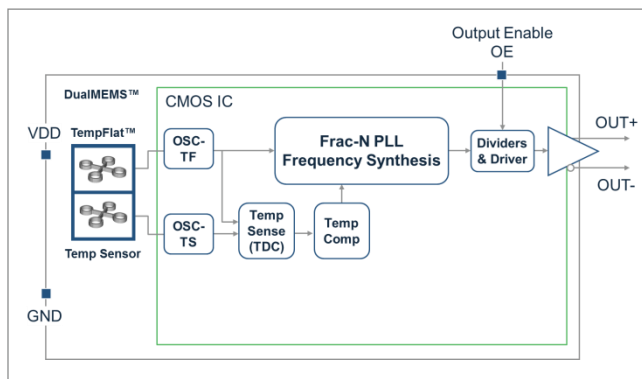 Output Enable
OE
DualMEMS™
CMOS IC
VDD
TempFlat™
OSC-
TF
Frac-N PLL
Frequency Synthesis
Dividers
& Driver
OUT+
OUT-
OSC-
TS
Temp
Sense
(TDC)
Temp
Comp
Temp Sensor
GND